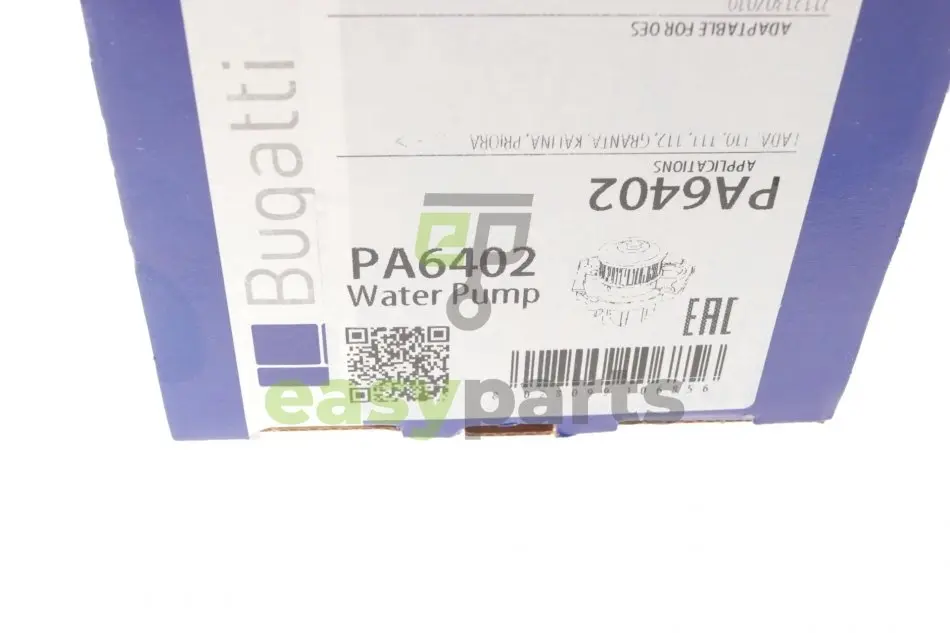 ADAPTABLE FOR OES
LADA: 110, 111, 112, GRANTA, KALINA, PRIORA
APPLICATIONS
PA6402
Bugatti
PA6402
Water Pump
EAC
easyparts